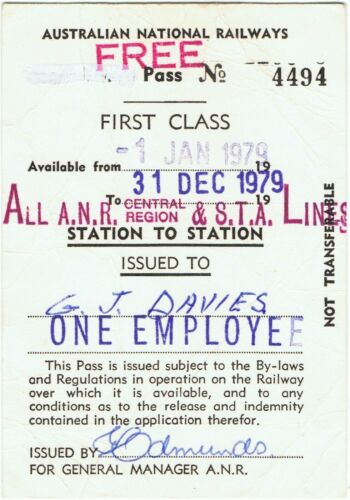 AUSTRALIAN NATIONAL RAILWAYS
FREE
Pass No 4494
FIRST CLASS
Available from -1 JAN 1979 19
To 31 DEC 1979 19
ALL A.N.R. CENTRAL REGION & S.T.A. LINES
STATION TO STATION
NOT TRANSFERABLE
ISSUED TO
G. J. DAVIES
ONE EMPLOYEE
This Pass is issued subject to the By-laws
and Regulations in operation on the Railway
over which it is available, and to any
conditions as to the release and indemnity
contained in the application therefor.
ISSUED BY Edmunds
FOR GENERAL MANAGER A.N.R.